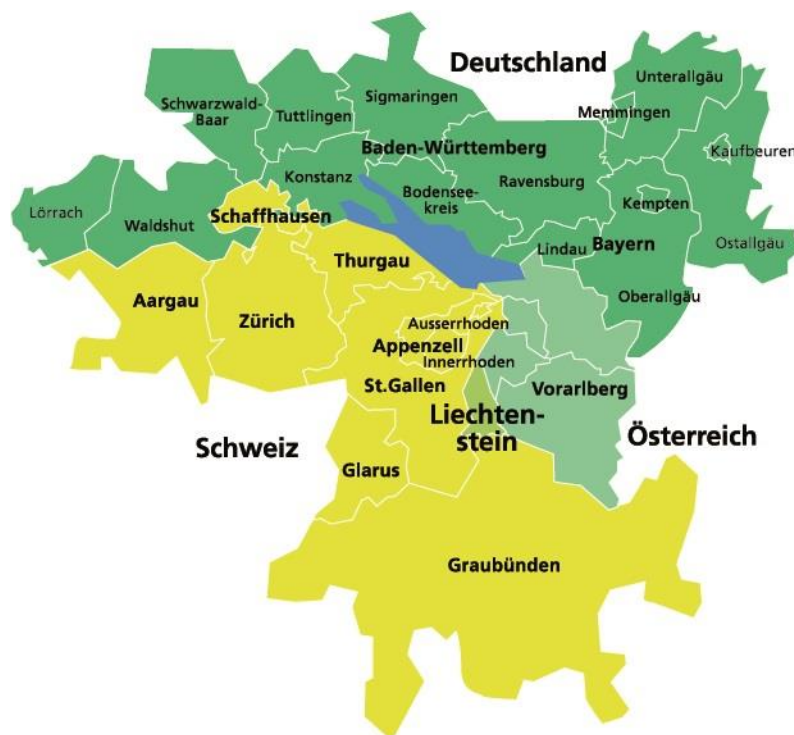 Deutschland
Unterallgäu
Sigmaringen
Schwarzwald-
Baar
Tuttlingen
Memmingen
Baden-Württemberg
Kaufbeuren
Konstanz
Bodensee-
kreis
Ravensburg
Kempten
Lörrach
Waldshut
Schaffhausen
Lindau
Bayern
Ostallgäu
Thurgau
Aargau
Zürich
Oberallgäu
Ausserrhoden
Appenzell
Innerrhoden
St.Gallen
Vorarlberg
Liechten-
stein
Schweiz
Österreich
Glarus
Graubünden